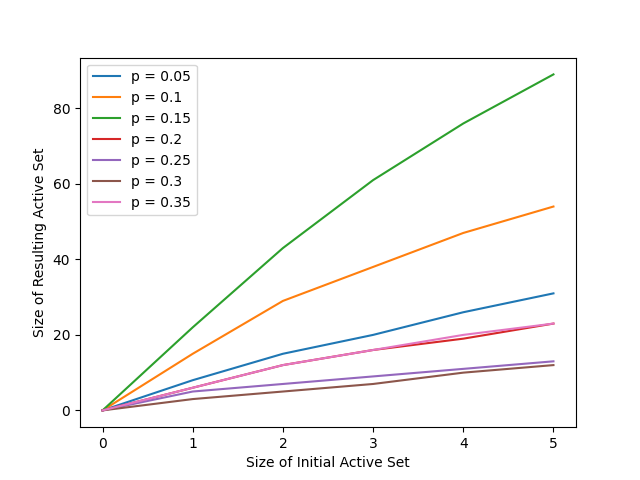 p = 0.05
p = 0.1
p = 0.15
p = 0.2
p = 0.25
p = 0.3
p = 0.35
80
60
40
20
0
Size of Resulting Active Set
0 1 2 3 4 5
Size of Initial Active Set